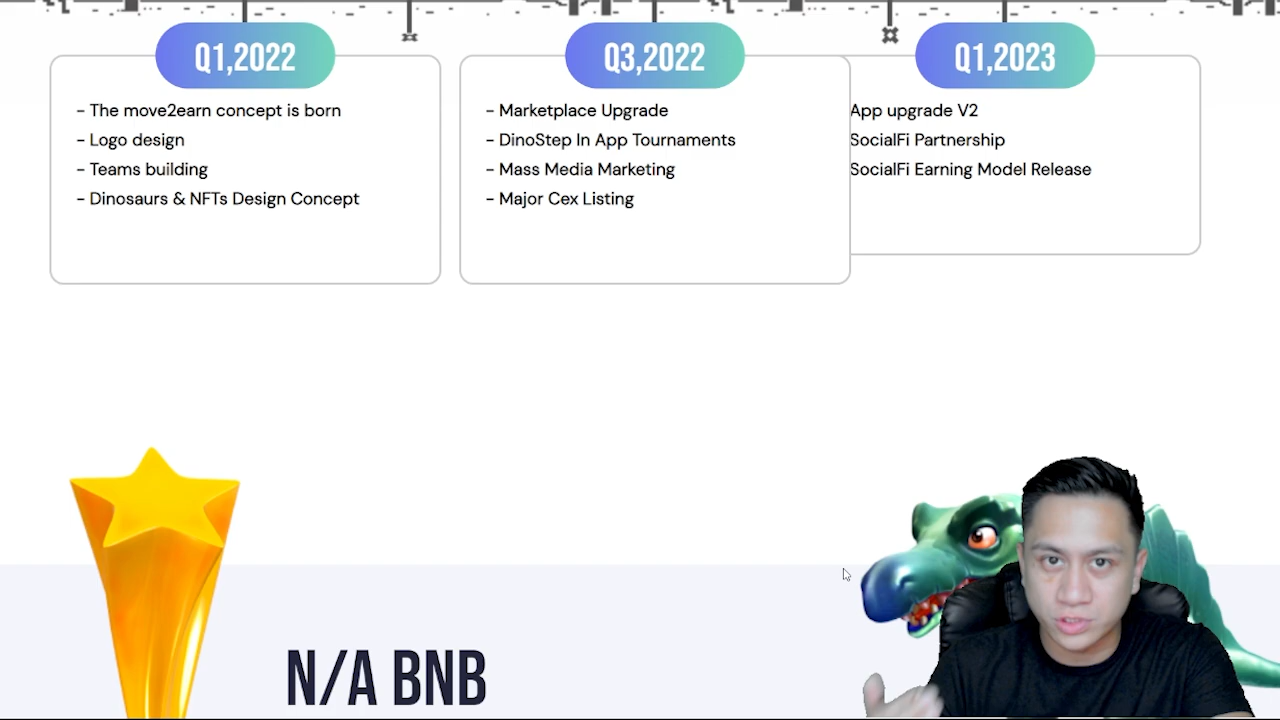 Q1,2022
- The move2earn concept is born
- Logo design
- Teams building
- Dinosaurs & NFTs Design Concept
Q3,2022
- Marketplace Upgrade
- DinoStep In App Tournaments
- Mass Media Marketing
- Major Cex Listing
Q1,2023
App upgrade V2
SocialFi Partnership
SocialFi Earning Model Release
N/A BNB